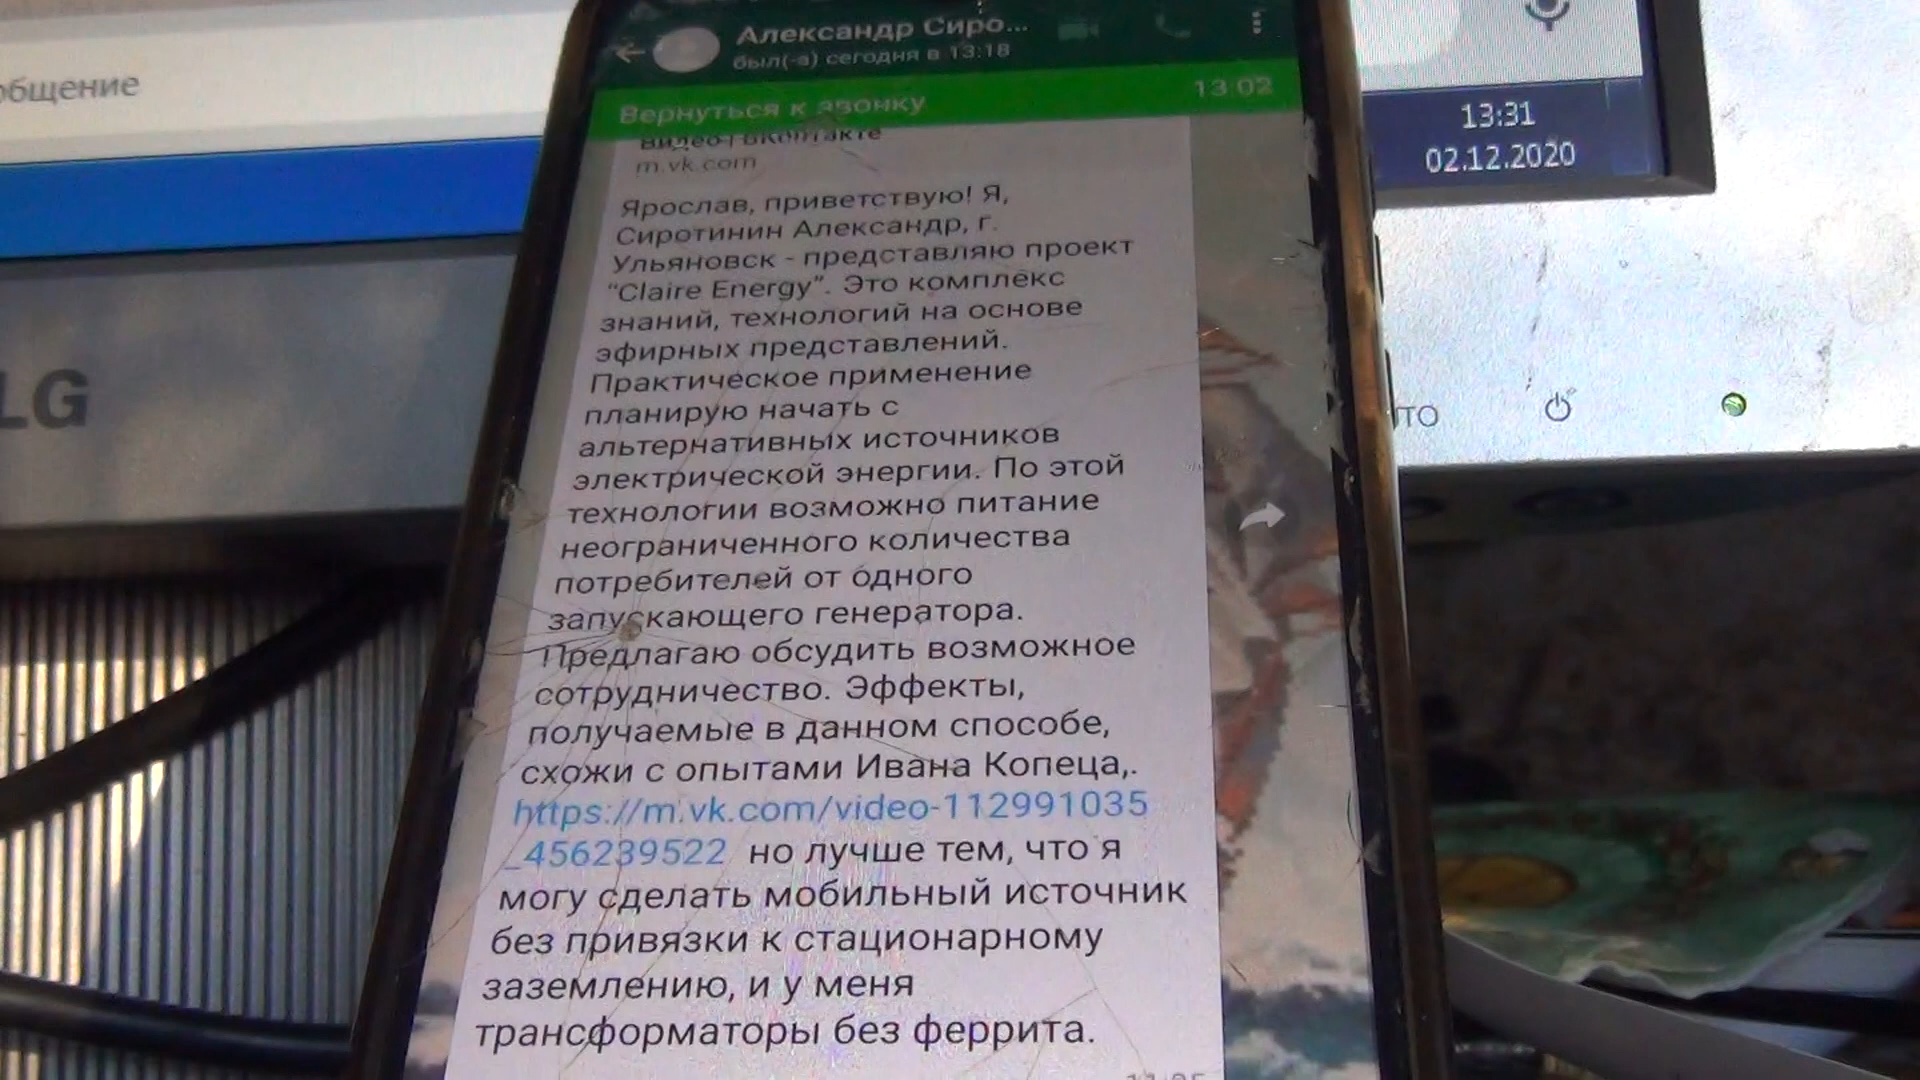 общение
Александр Сиро...
был(-а) сегодня в 13:18
Вернуться к звонку
13:02
Видео | ВКонтакте
m.vk.com
Ярослав, приветствую! Я,
Сиротинин Александр, г.
Ульяновск - представляю проект
“Claire Energy”. Это комплекс
знаний, технологий на основе
эфирных представлений.
Практическое применение
планирую начать с
альтернативных источников
электрической энергии. По этой
технологии возможно питание
неограниченного количества
потребителей от одного
запускающего генератора.
Предлагаю обсудить возможное
сотрудничество. Эффекты,
получаемые в данном способе,
схожи с опытами Ивана Копеца,.
https://m.vk.com/video-112991035
_456239522 но лучше тем, что я
могу сделать мобильный источник
без привязки к стационарному
заземлению, и у меня
трансформаторы без феррита.
13:31
02.12.2020
LG